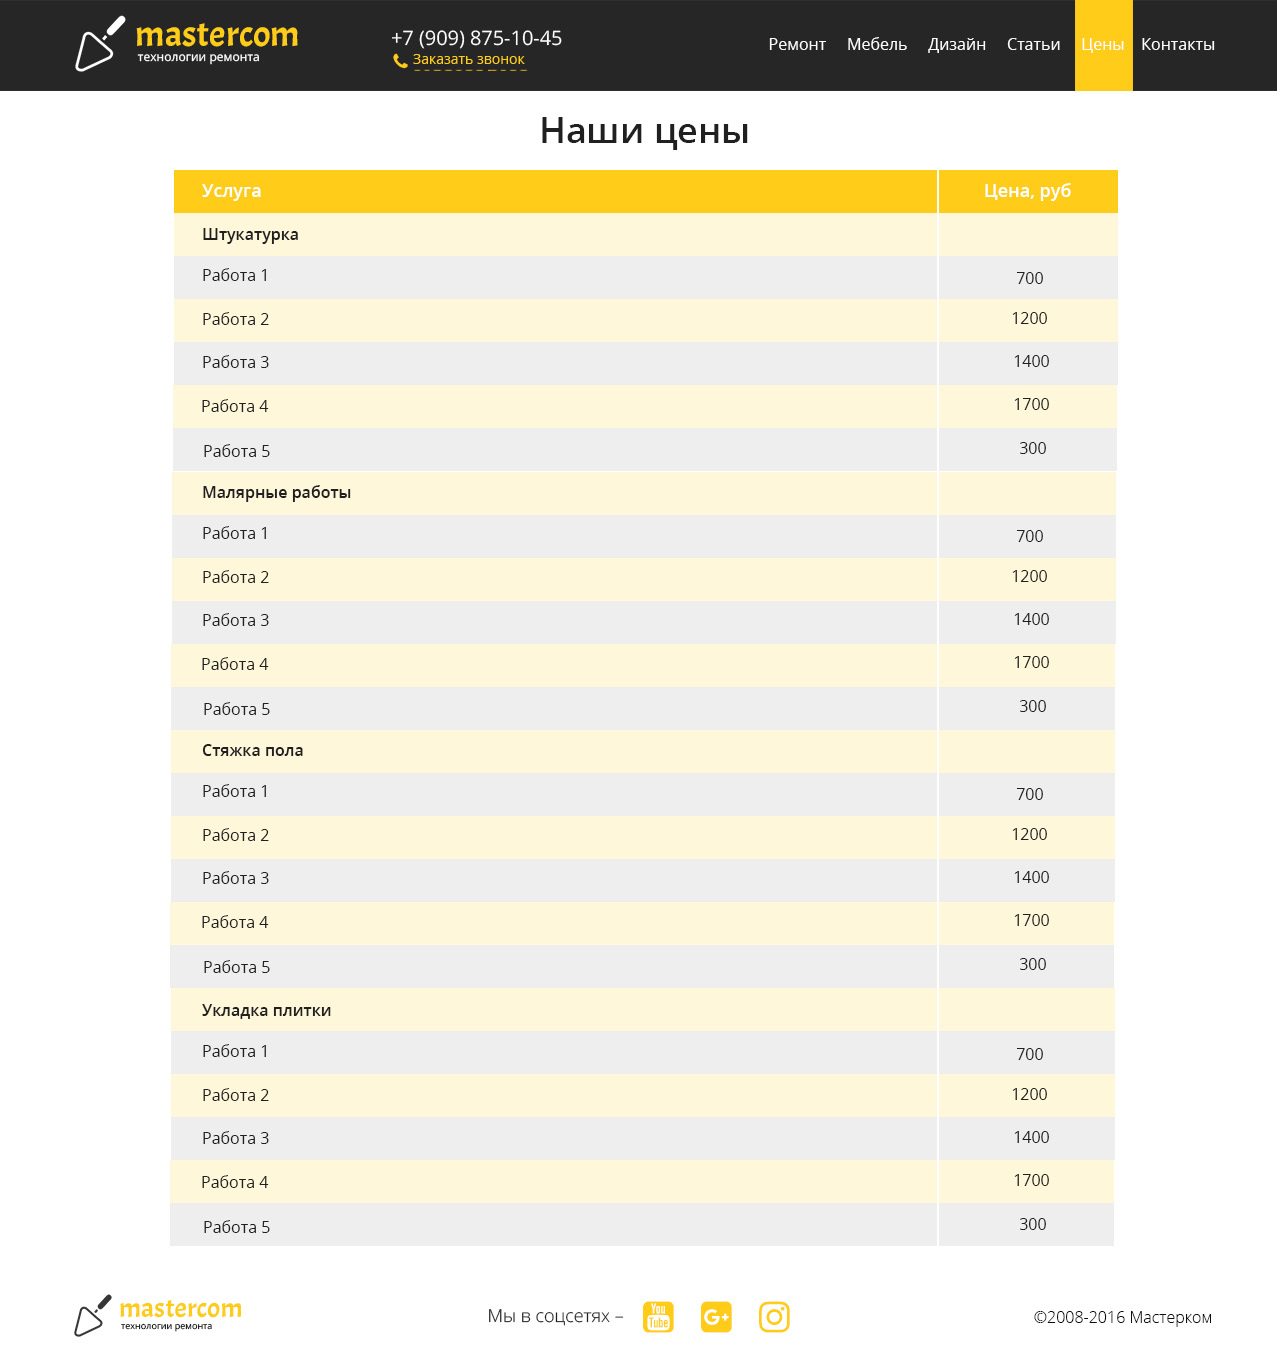 mastercom
технологии ремонта
+7 (909) 875-10-45
Заказать звонок
Ремонт Мебель Дизайн Статьи Цены Контакты
Наши цены
Услуга Цена, руб
Штукатурка
Работа 1 700
Работа 2 1200
Работа 3 1400
Работа 4 1700
Работа 5 300
Малярные работы
Работа 1 700
Работа 2 1200
Работа 3 1400
Работа 4 1700
Работа 5 300
Стяжка пола
Работа 1 700
Работа 2 1200
Работа 3 1400
Работа 4 1700
Работа 5 300
Укладка плитки
Работа 1 700
Работа 2 1200
Работа 3 1400
Работа 4 1700
Работа 5 300
mastercom
технологии ремонта
Мы в соцсетях –
You
Tube
G+
©2008-2016 Мастерком